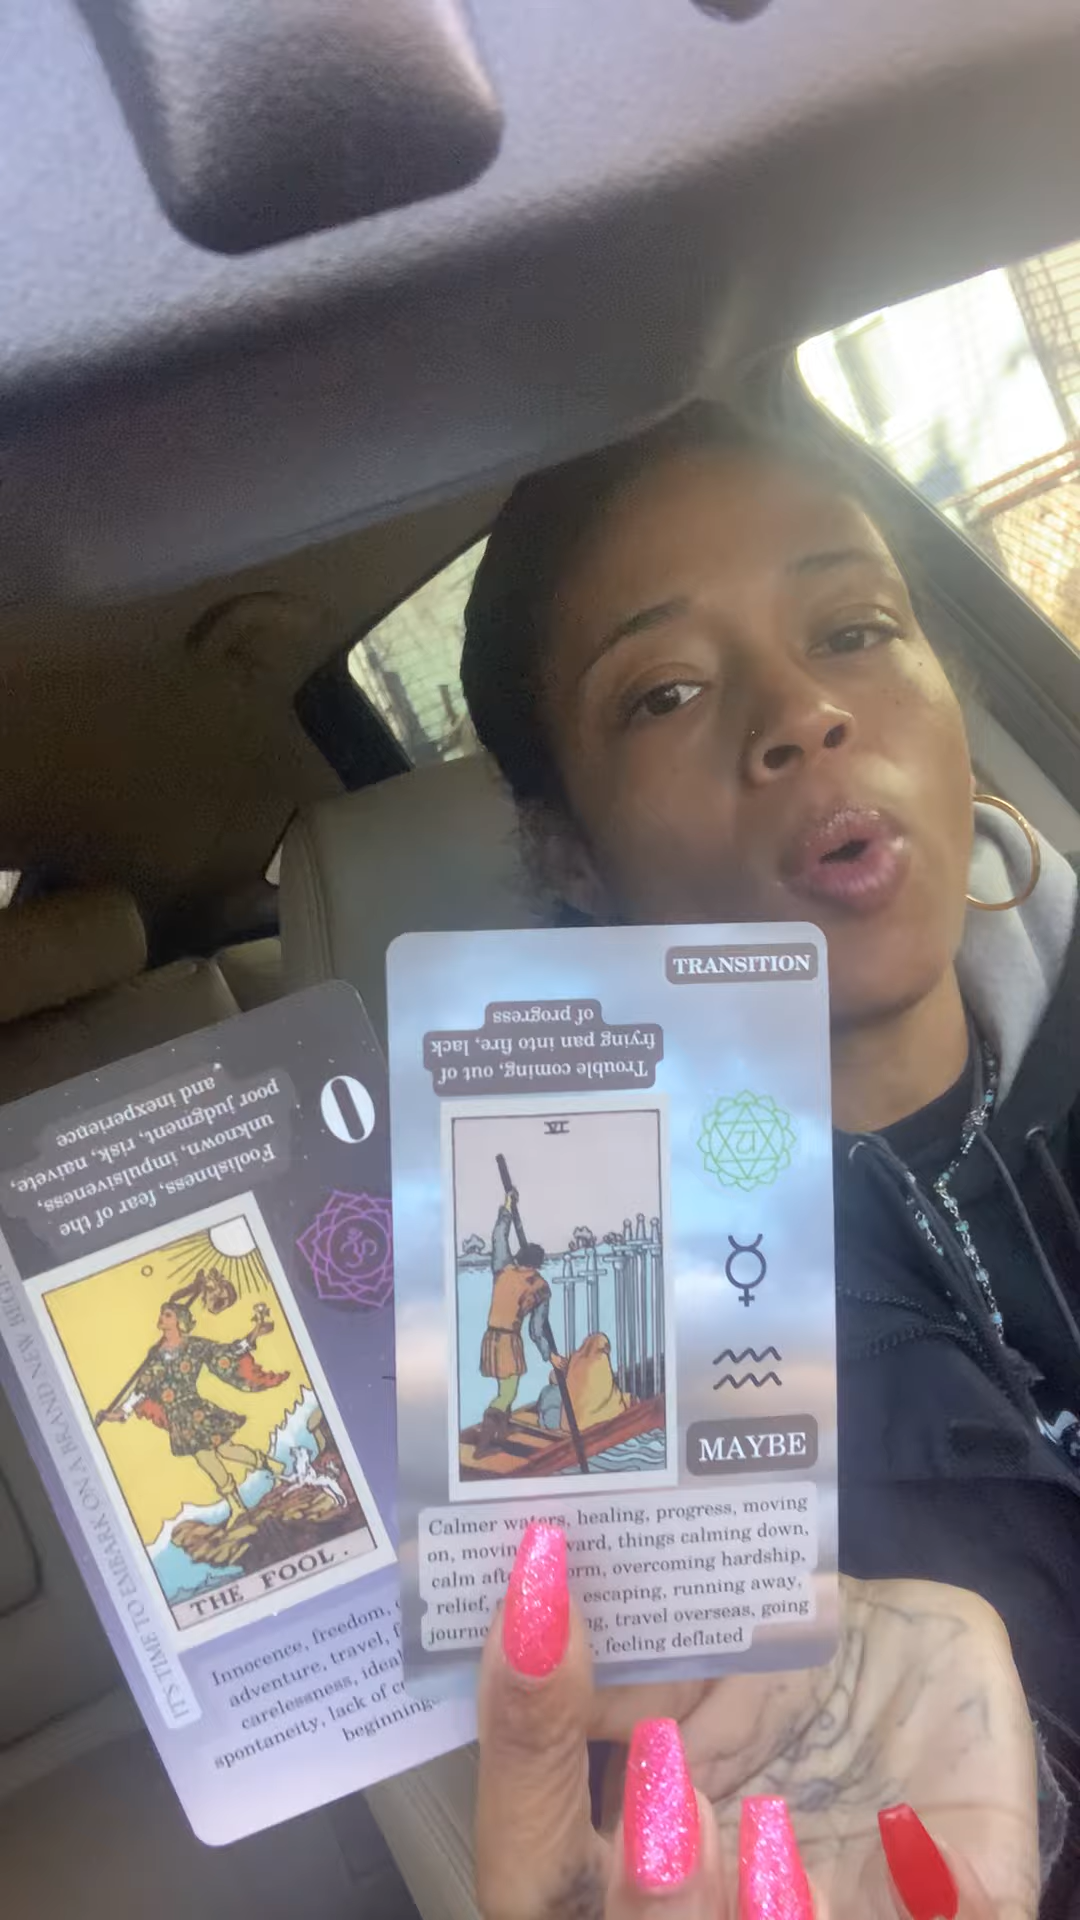 TRANSITION
Trouble coming, out of
frying pan into fire, lack
of progress
VI
MAYBE
Calmer waters, healing, progress, moving
on, moving forward, things calming down,
calm after storm, overcoming hardship,
relief, escaping, running away,
travel overseas, going
feeling deflated
0
Foolishness, fear of the
unknown, impulsiveness,
poor judgment, risk, naivete,
and inexperience
IT'S TIME TO EMBARK ON A BRAND NEW
0
THE FOOL.
Innocence, freedom,
adventure, travel,
carelessness,
spontaneity, lack of
beginnings